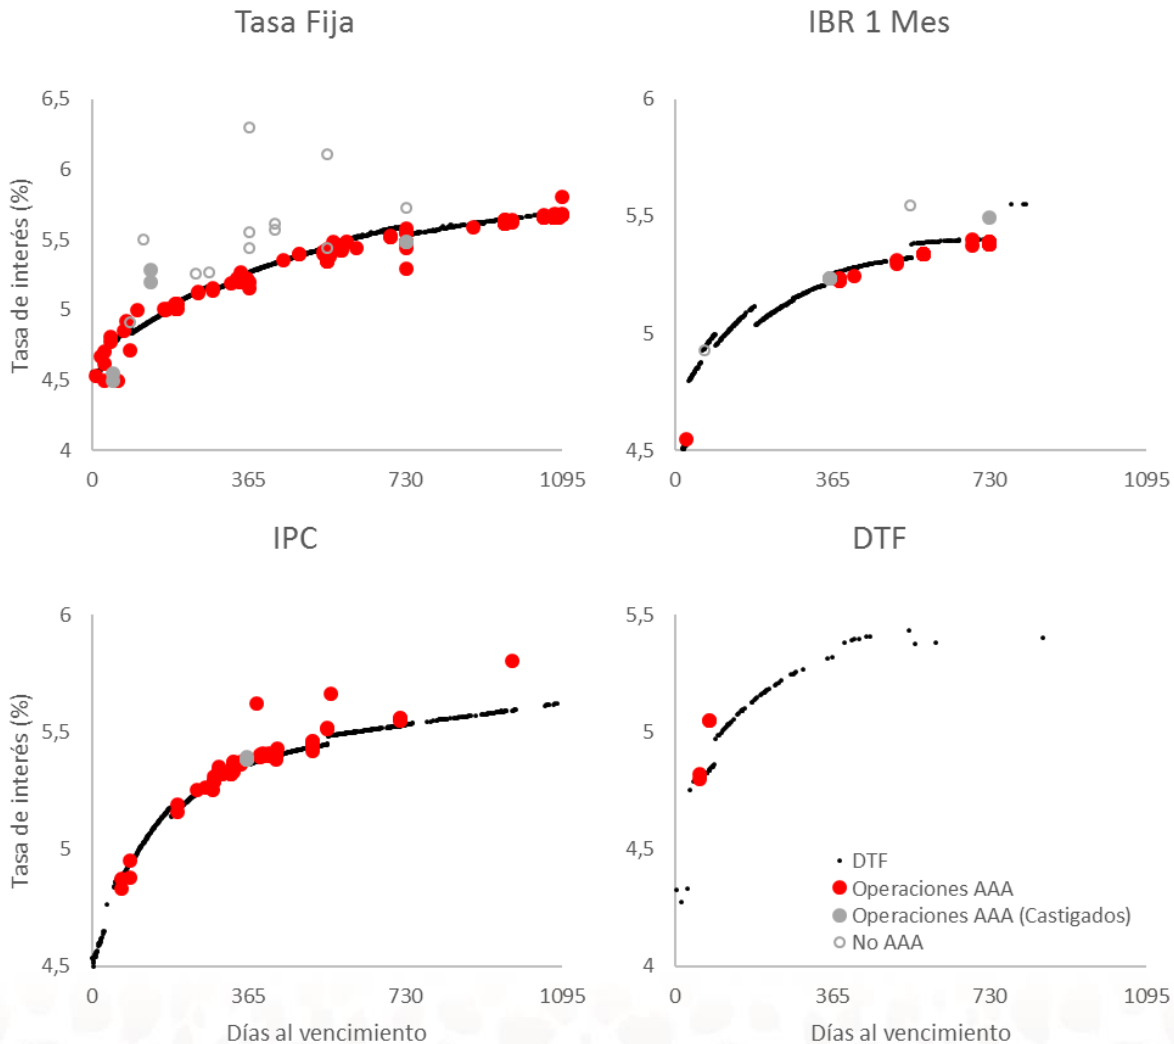 Tasa Fija
IBR 1 Mes
Tasa de interés (%)
6,5
6
5,5
5
4,5
4
0
365
730
1095
6
5,5
5
4,5
0
365
730
1095
IPC
DTF
Tasa de interés (%)
6
5,5
5
4,5
0
365
730
1095
Días al vencimiento
5,5
5
4,5
4
DTF
Operaciones AAA
Operaciones AAA (Castigados)
No AAA
0
365
730
1095
Días al vencimiento